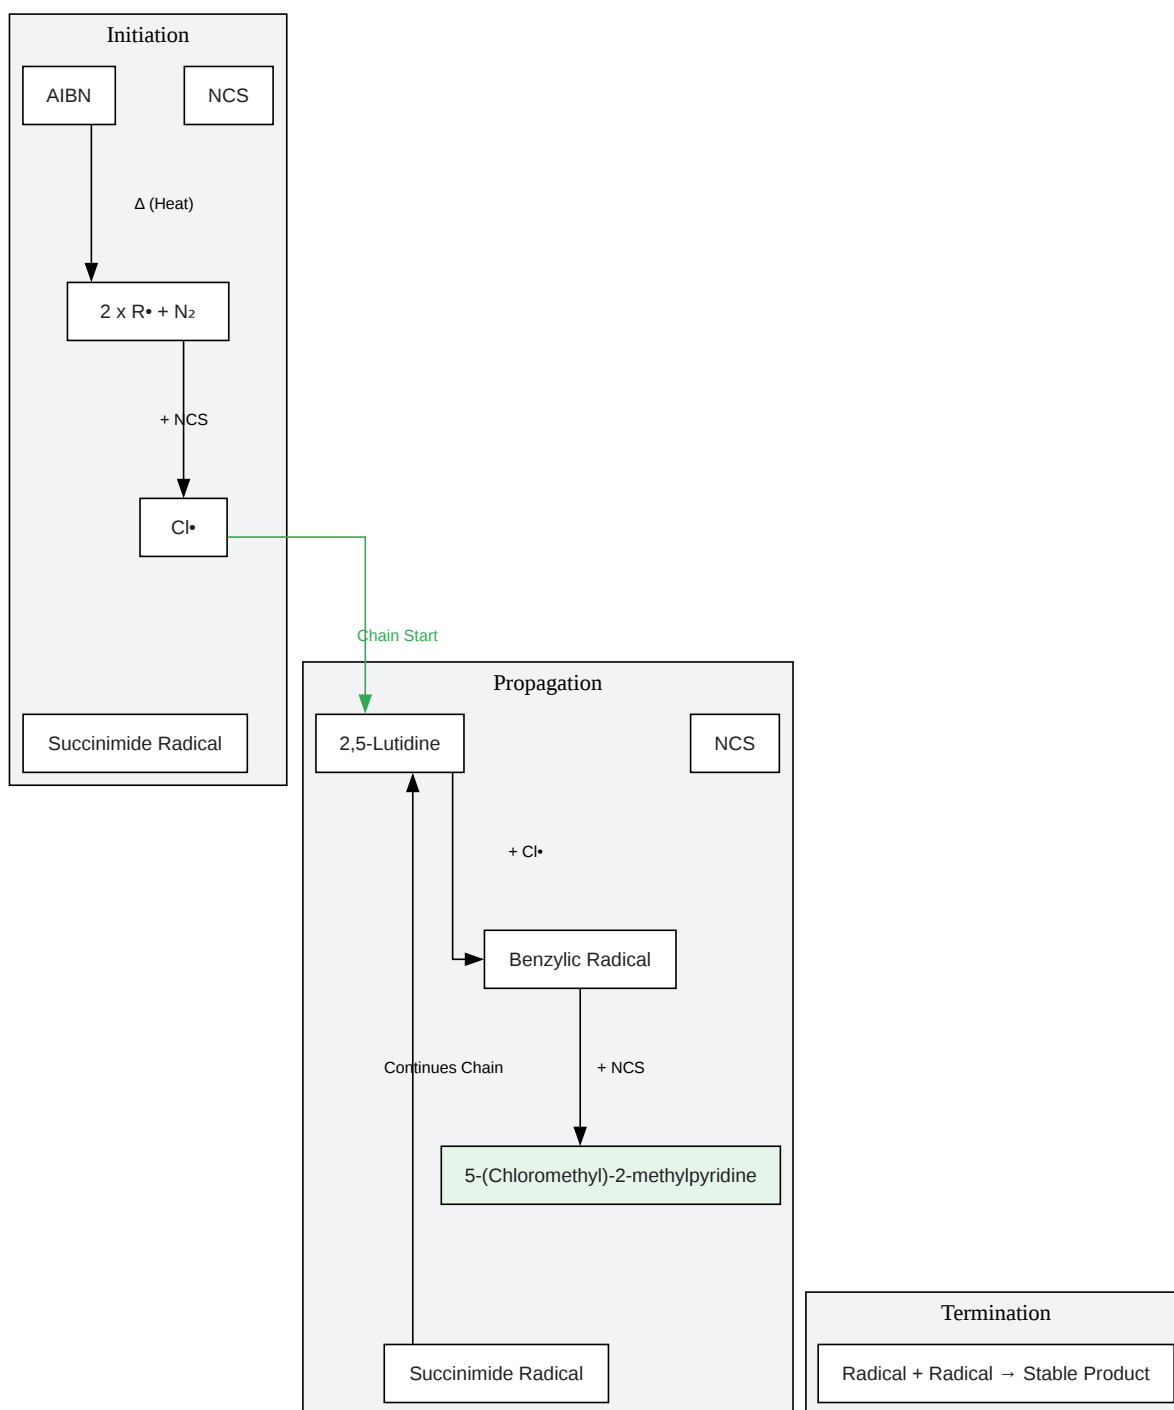 Initiation
AIBN
NCS
Δ (Heat)
2 x R• + N₂
+ NCS
Cl•
Chain Start
Succinimide Radical
Propagation
2,5-Lutidine
NCS
+ Cl•
Benzylic Radical
Continues Chain
+ NCS
5-(Chloromethyl)-2-methylpyridine
Succinimide Radical
Termination
Radical + Radical → Stable Product